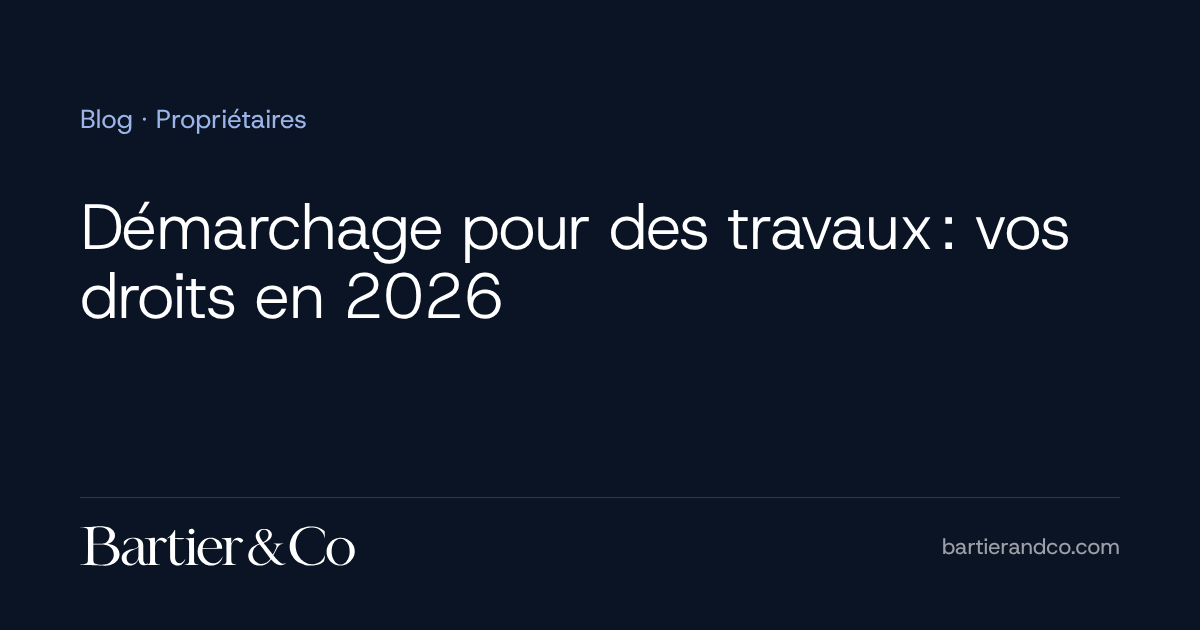 Blog · Propriétaires
Démarchage pour des travaux : vos
droits en 2026
Bartier & Co
bartierandco.com